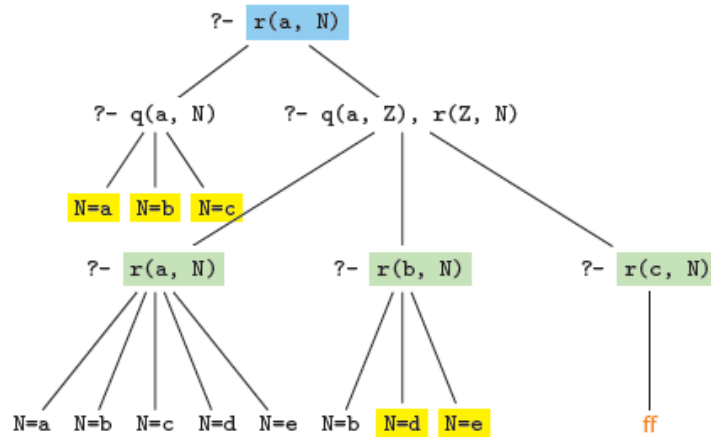 ?- r(a, N)
?- q(a, N) ?- q(a, Z), r(Z, N)
N=a N=b N=c
?- r(a, N) ?- r(b, N) ?- r(c, N)
N=a N=b N=c N=d N=e N=b N=d N=e ff